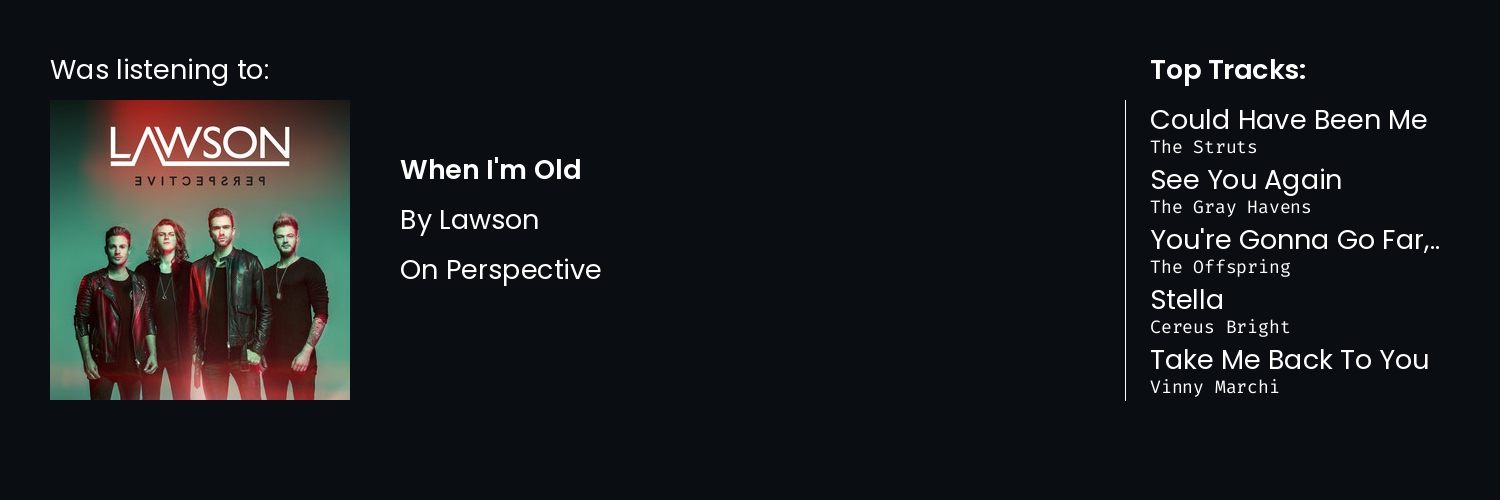 Was listening to:
LAWSON
PERSPECTIVE
When I'm Old
By Lawson
On Perspective
Top Tracks:
Could Have Been Me
The Struts
See You Again
The Gray Havens
You're Gonna Go Far,..
The Offspring
Stella
Cereus Bright
Take Me Back To You
Vinny Marchi